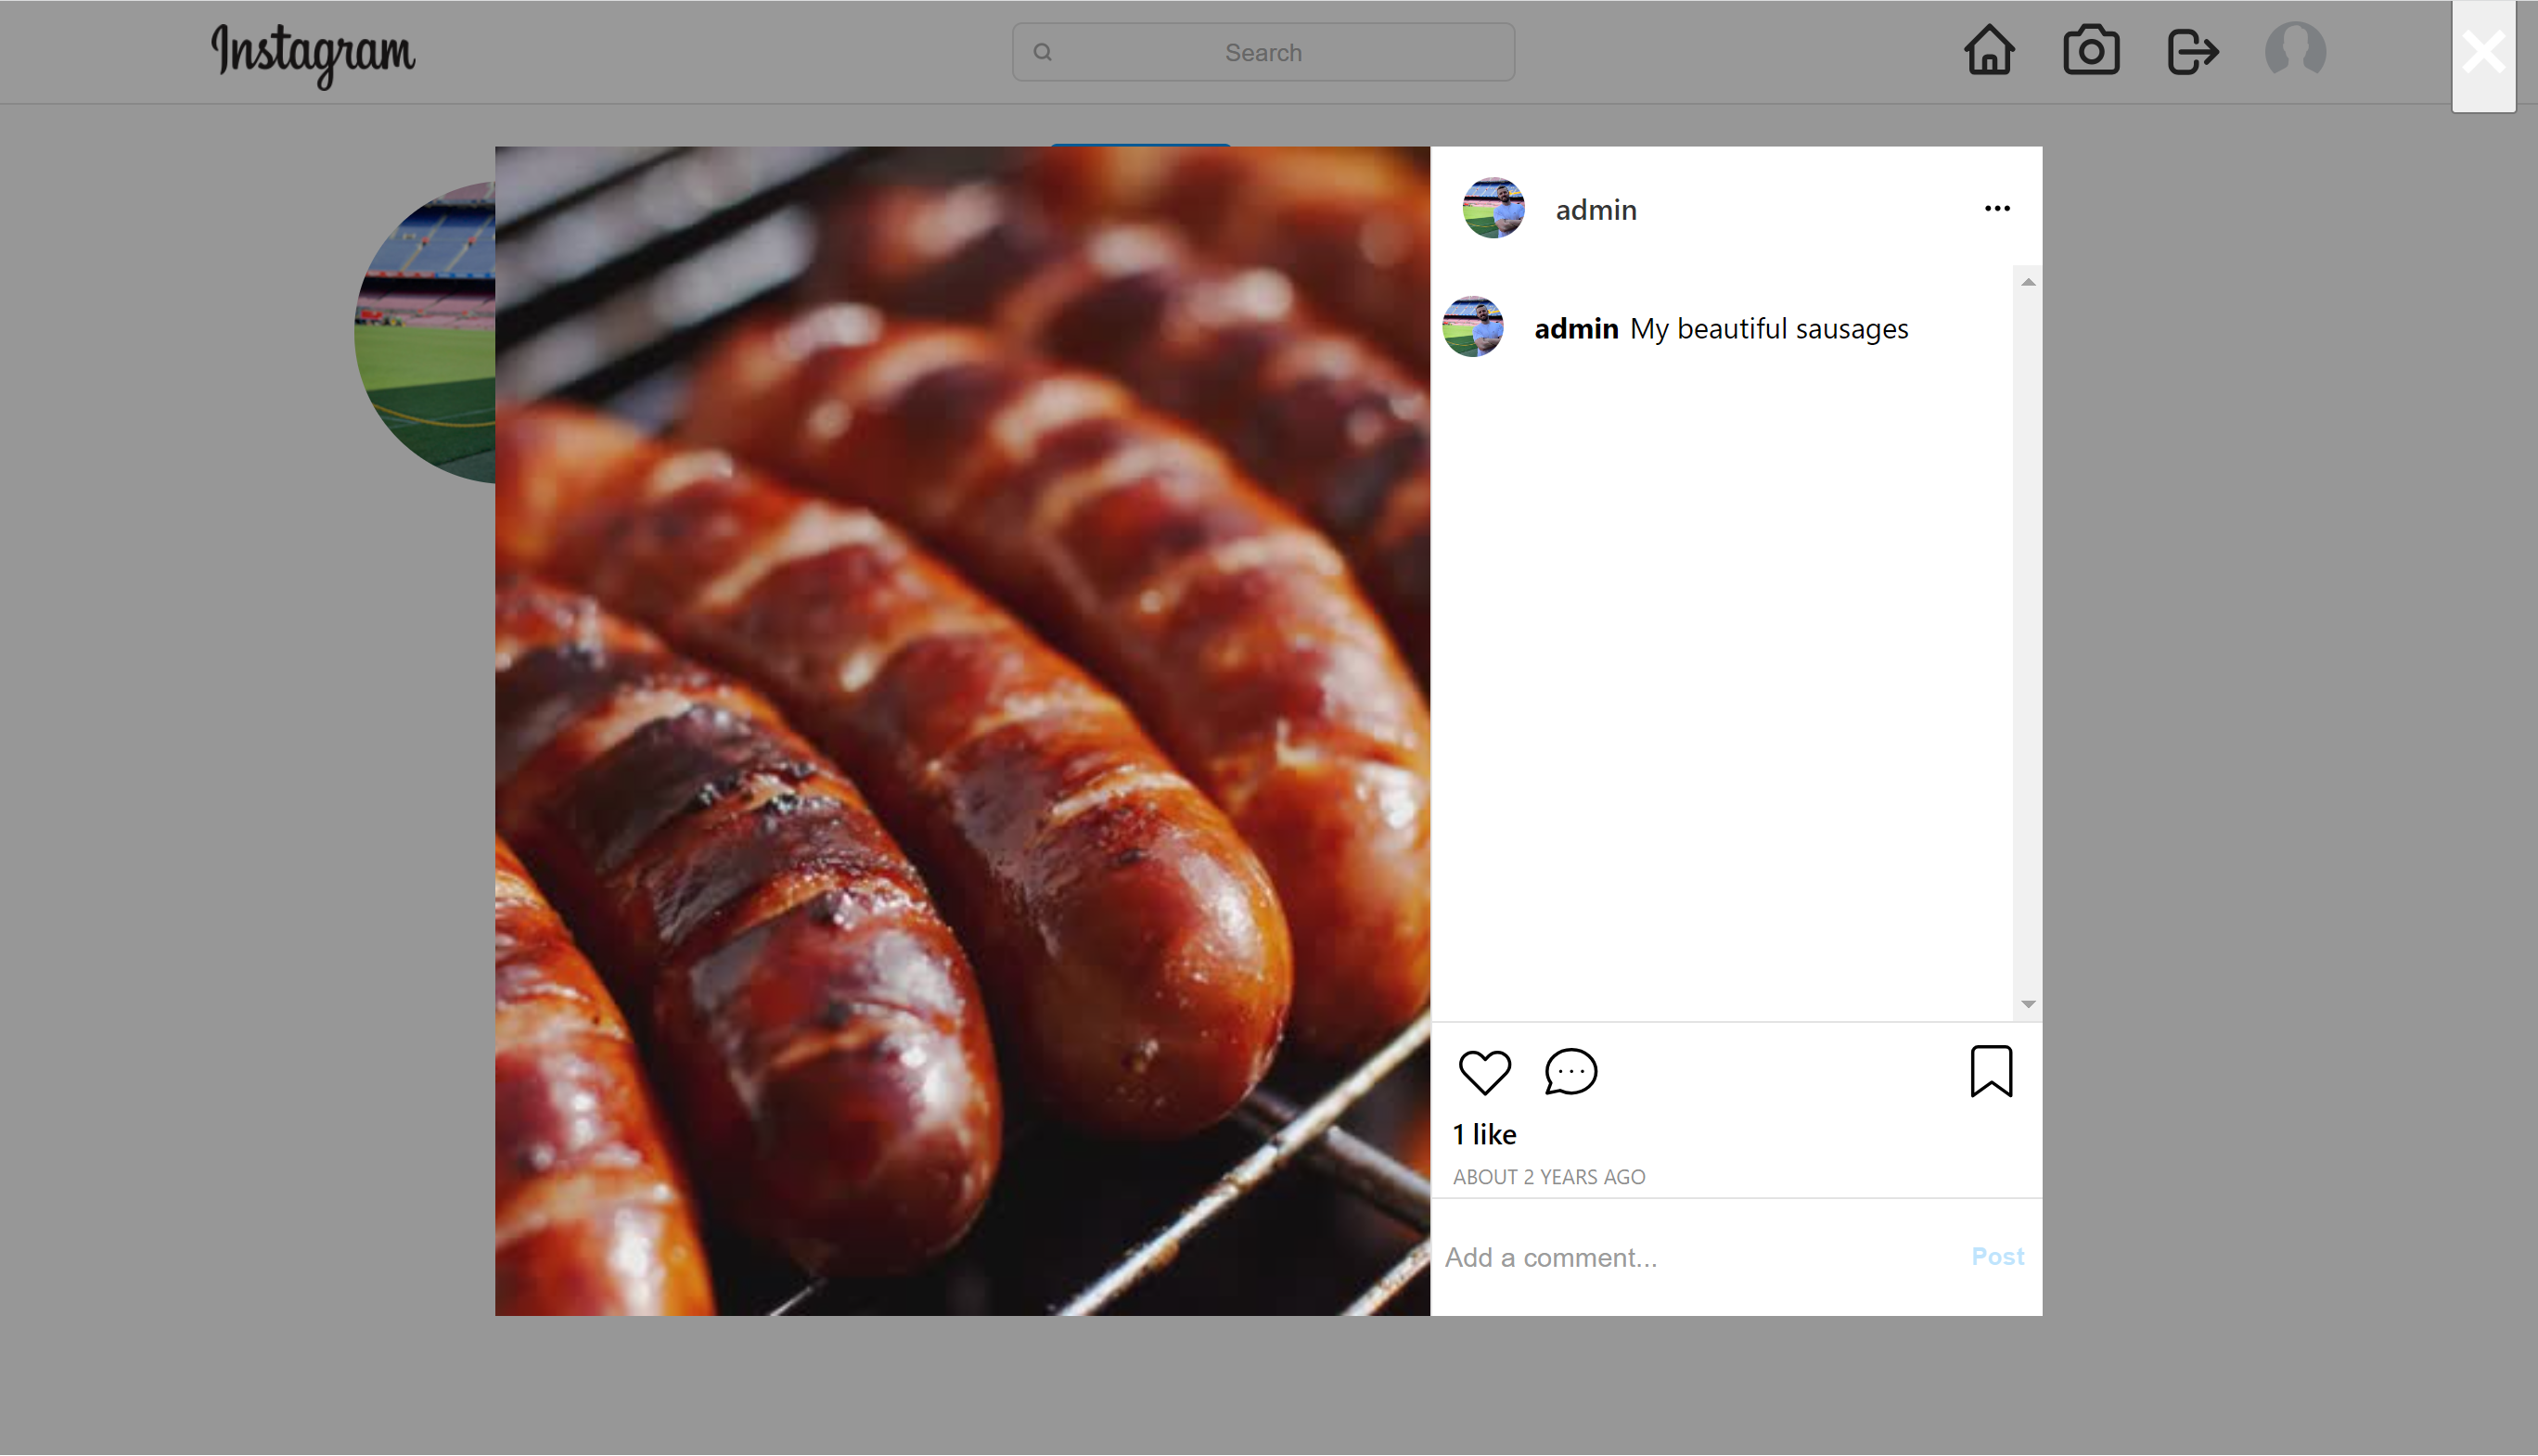 Instagram
Search
admin
admin My beautiful sausages
1 like
ABOUT 2 YEARS AGO
Add a comment...
Post